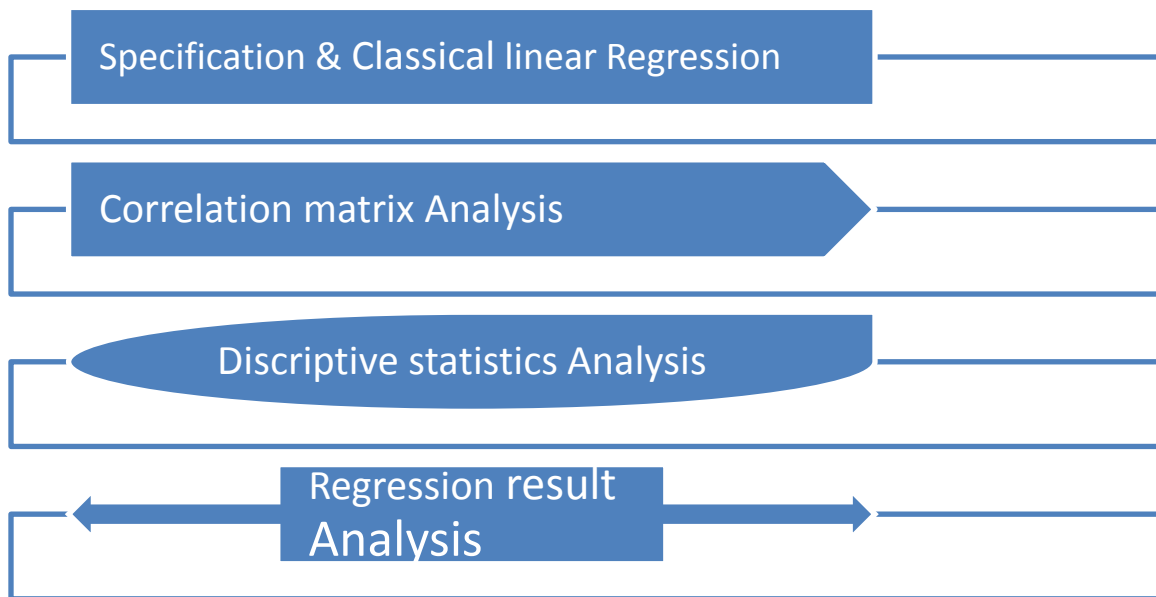 Specification & Classical linear Regression
Correlation matrix Analysis
Discriptive statistics Analysis
Regression result
Analysis